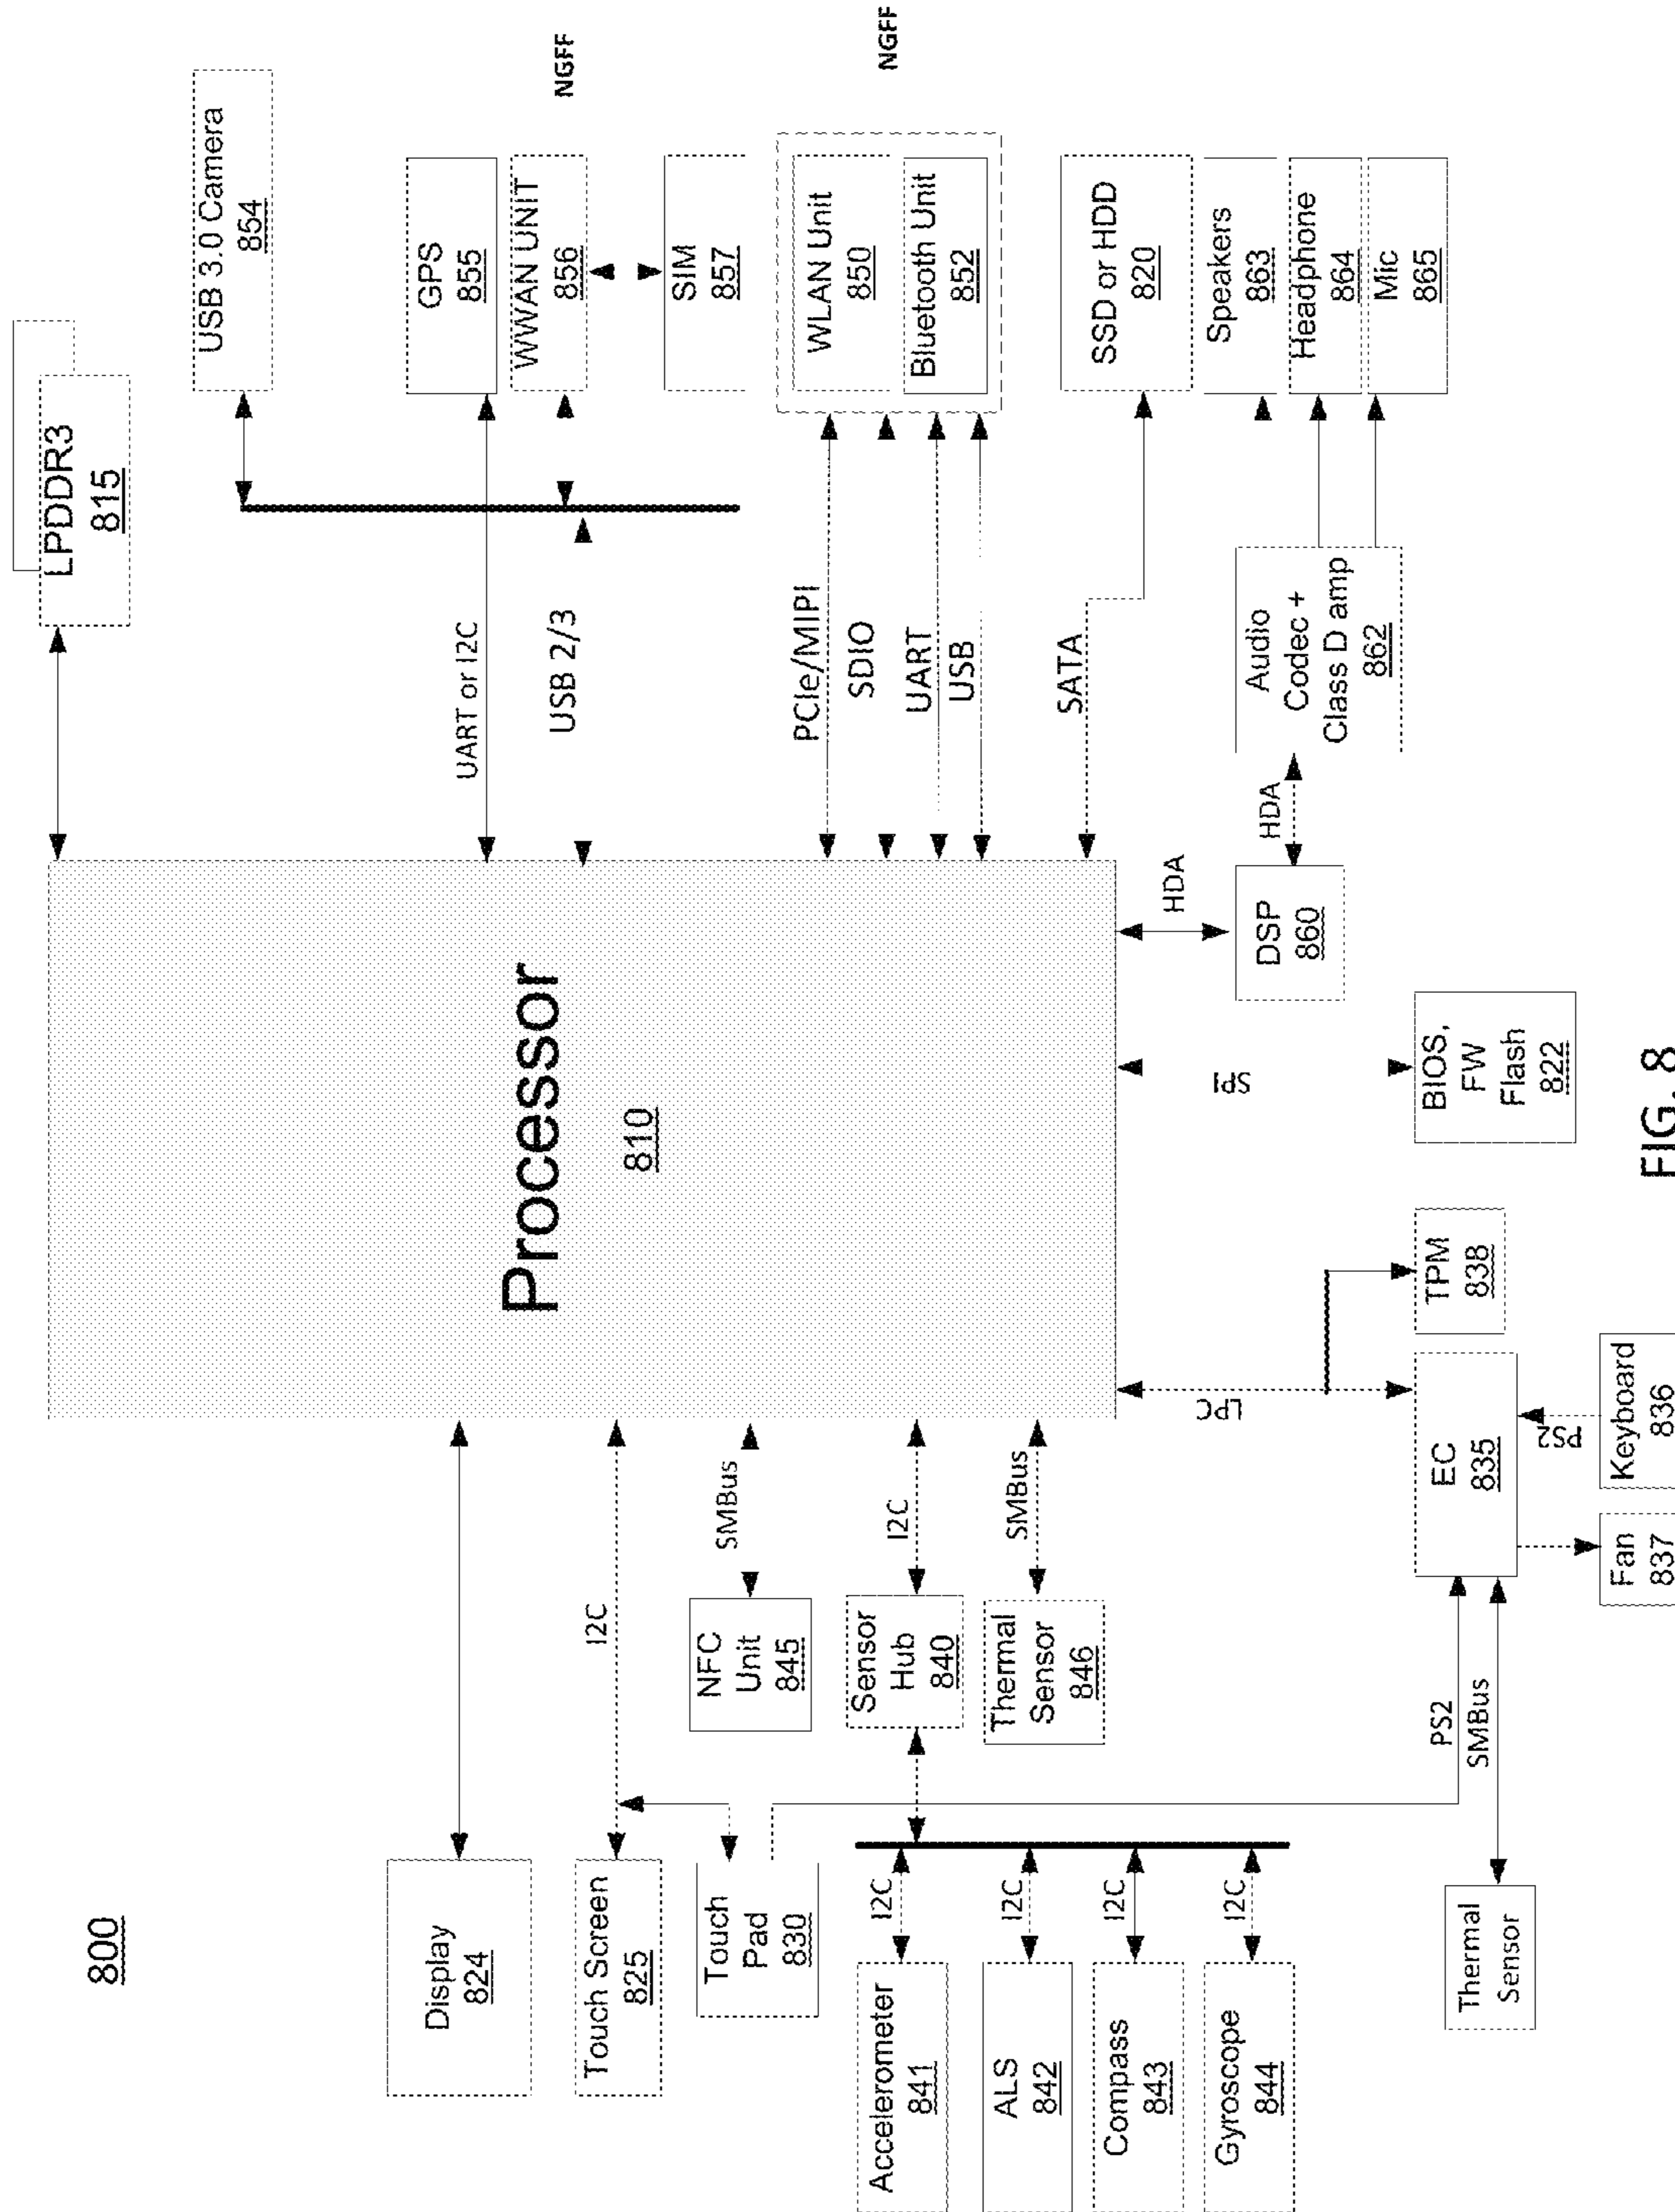 800
LPDDR3
815
USB 3.0 Camera
854
Display
824
Touch Screen
825
I2C
Touch
Pad
830
NFC
Unit
845
SMBus
Sensor
Hub
840
I2C
Thermal
Sensor
846
SMBus
Accelerometer
841
I2C
ALS
842
I2C
Compass
843
I2C
Gyroscope
844
I2C
Processor
810
UART or I2C
GPS
855
USB 2/3
WWAN UNIT
856
NGFF
SIM
857
PCIe/MIPI
SDIO
UART
USB
WLAN Unit
850
Bluetooth Unit
852
NGFF
SATA
SSD or HDD
820
Speakers
863
Headphone
864
Mic
865
HDA
DSP
860
HDA
Audio
Codec +
Class D amp
862
LPC
SPI
BIOS,
FW
Flash
822
TPM
838
EC
835
PS2
SMBus
Thermal
Sensor
PS2
Fan
837
Keyboard
836
FIG. 8